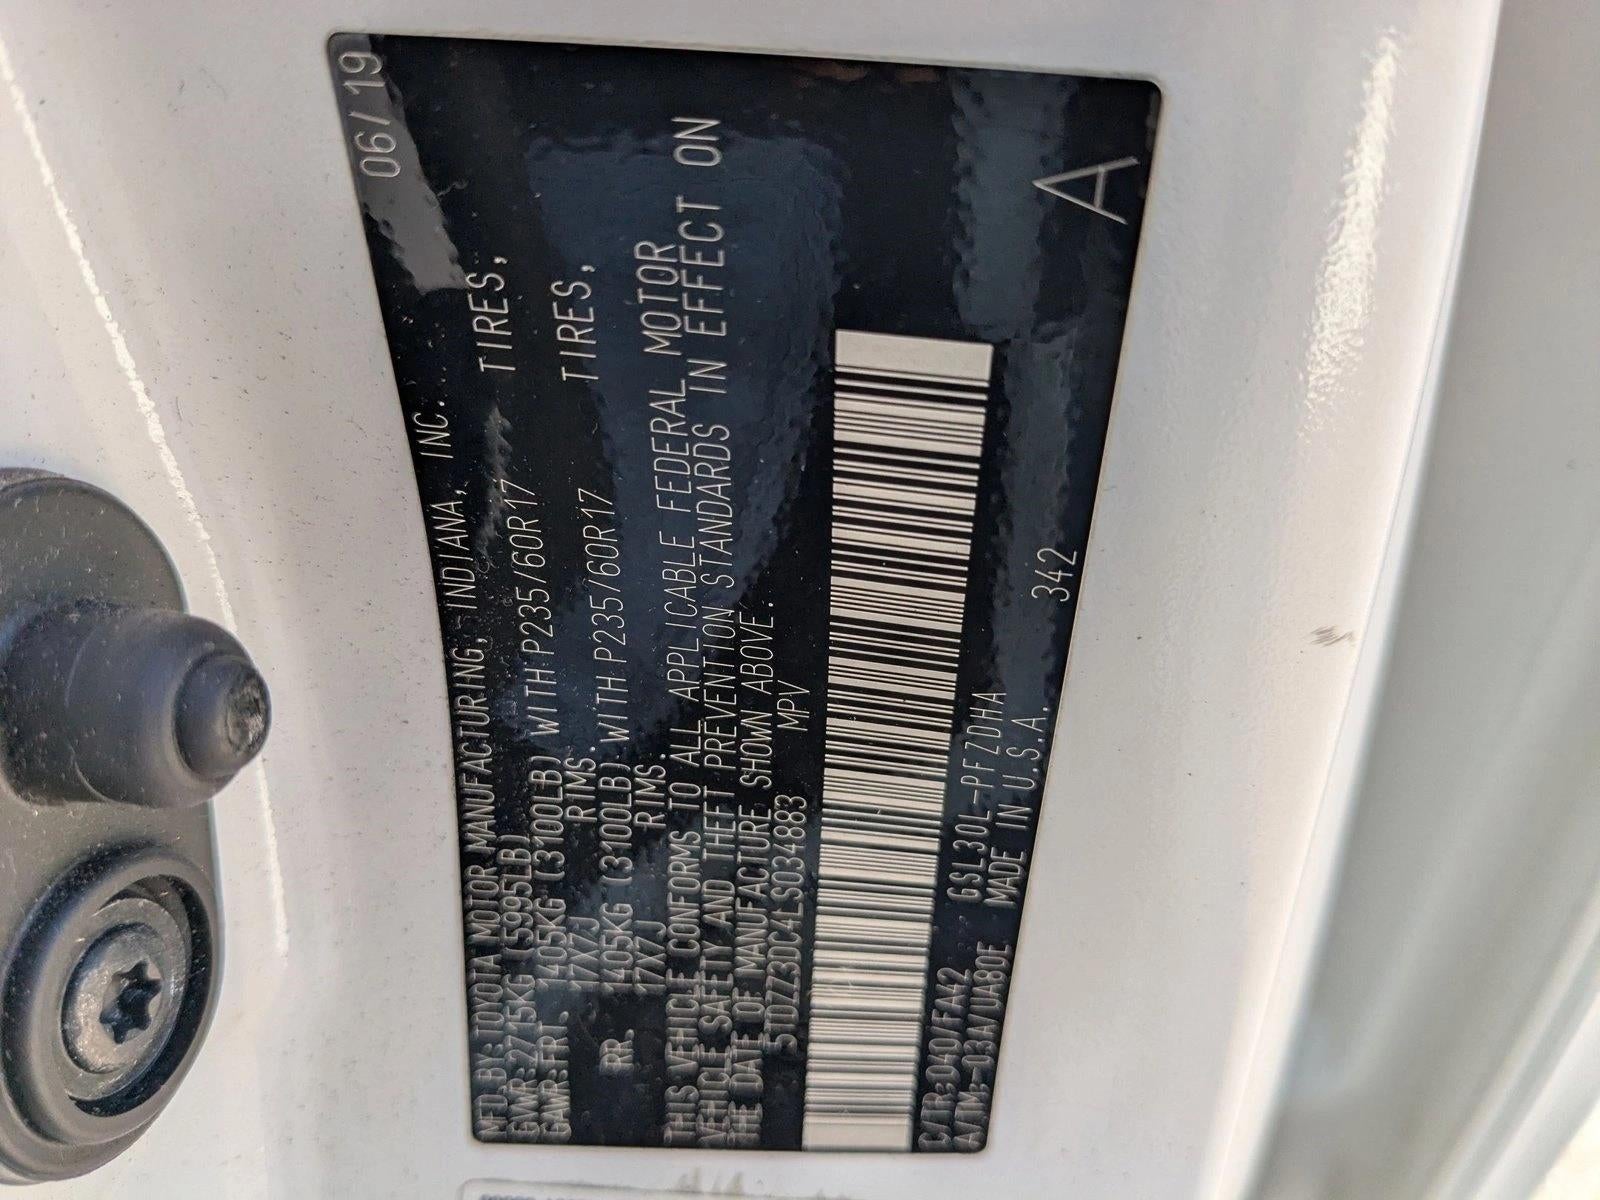 MFD.BY:TOYOTA MOTOR MANUFACTURING, INDIANA, INC. 06/19
GVWR:2715KG (5995LB)
GAWR:FRT. 1405KG (3100LB) WITH P235/60R17 TIRES,
17X7J RIMS.
RR. 1405KG (3100LB) WITH P235/60R17 TIRES,
17X7J RIMS.
THIS VEHICLE CONFORMS TO ALL APPLICABLE FEDERAL MOTOR
VEHICLE SAFETY AND THEFT PREVENTION STANDARDS IN EFFECT ON
THE DATE OF MANUFACTURE SHOWN ABOVE.
5TDZZ3DC4LS034883 MPV
C/TR:040/FA42 GSL30L-PFZDHA
A/TM:-03A/UA80E MADE IN U.S.A. 342 A